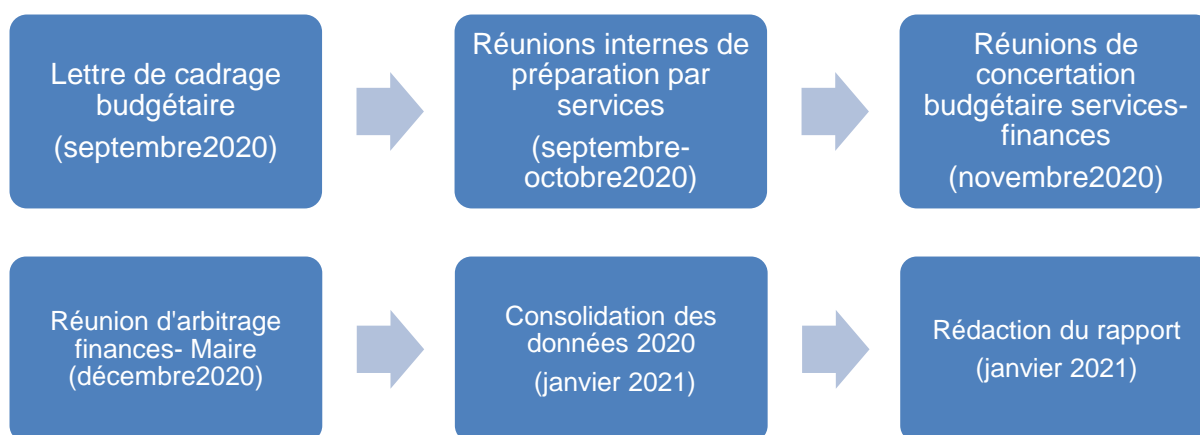 Lettre de cadrage
budgétaire
(septembre2020)
Réunions internes de
préparation par
services
(septembre-
octobre2020)
Réunions de
concertation
budgétaire services-
finances
(novembre2020)
Réunion d'arbitrage
finances- Maire
(décembre2020)
Consolidation des
données 2020
(janvier 2021)
Rédaction du rapport
(janvier 2021)